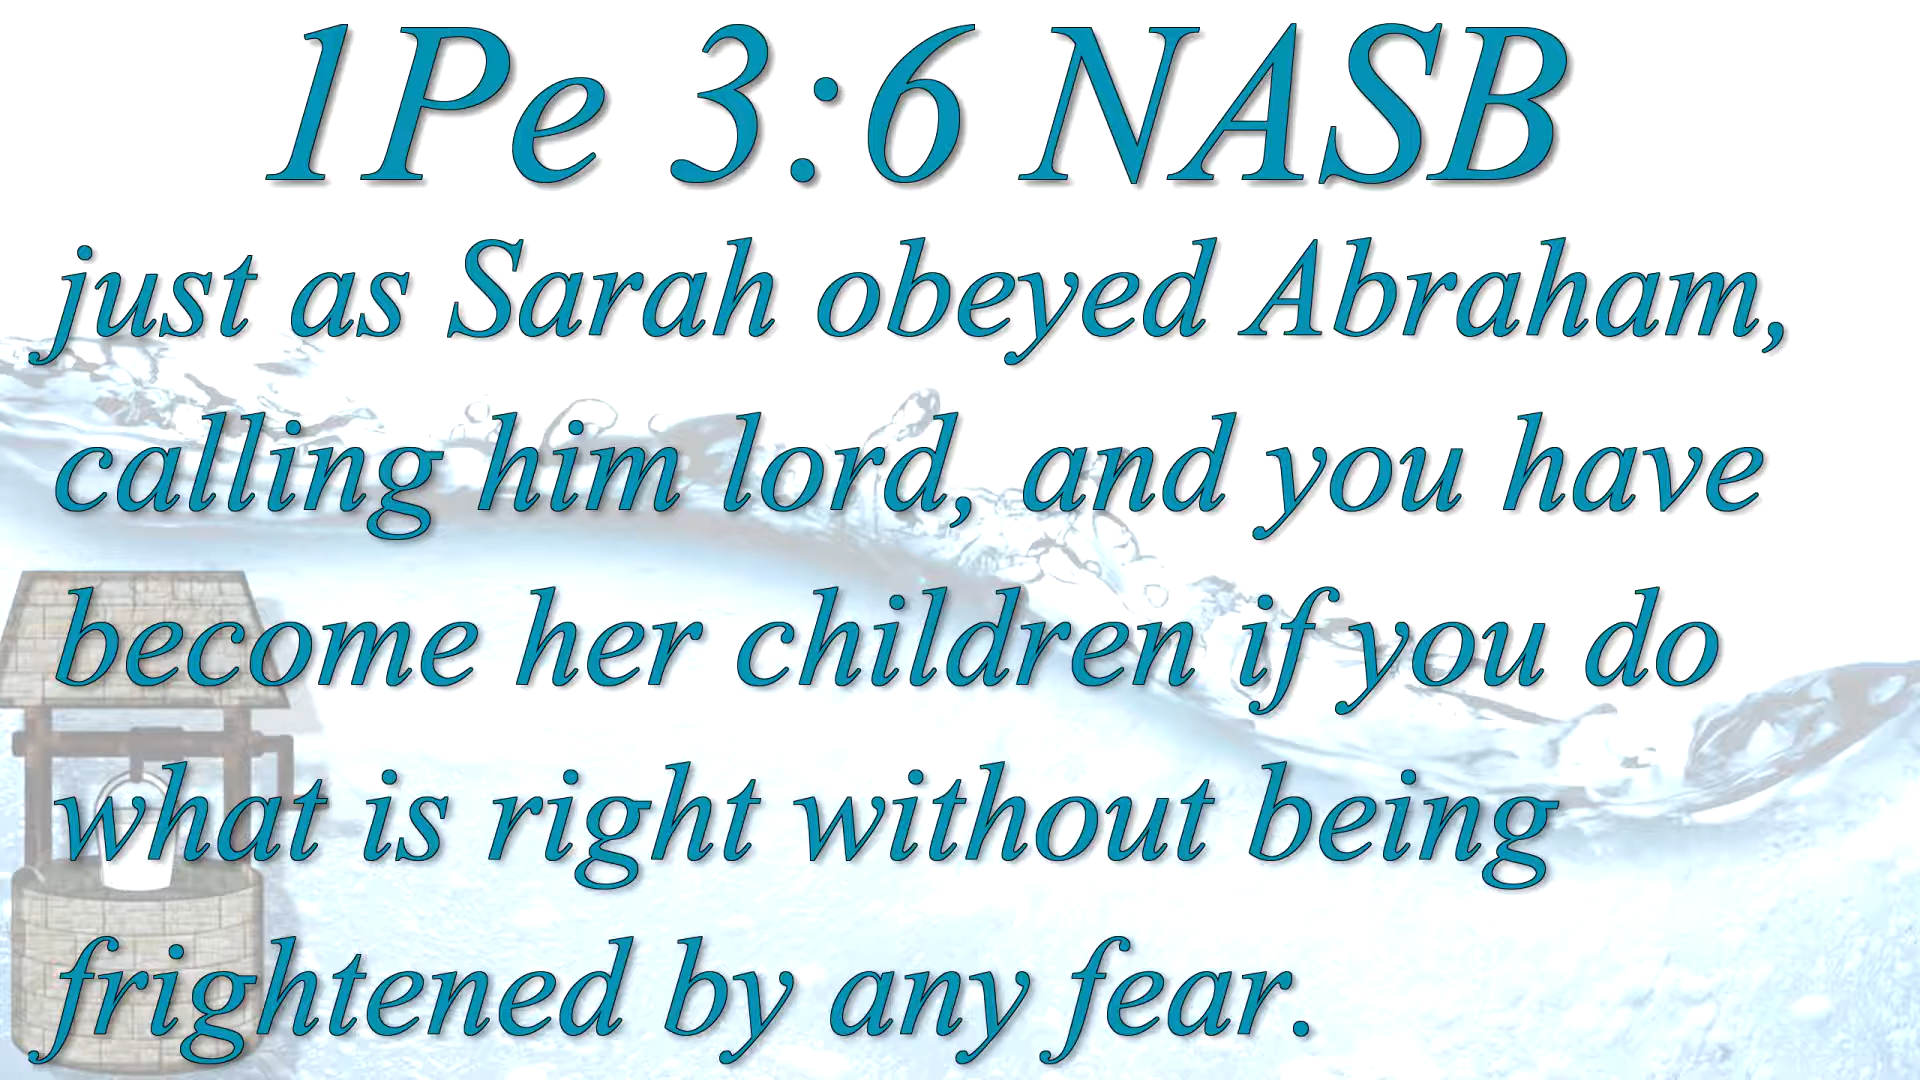 1Pe 3:6 NASB
just as Sarah obeyed Abraham,
calling him lord, and you have
become her children if you do
what is right without being
frightened by any fear.